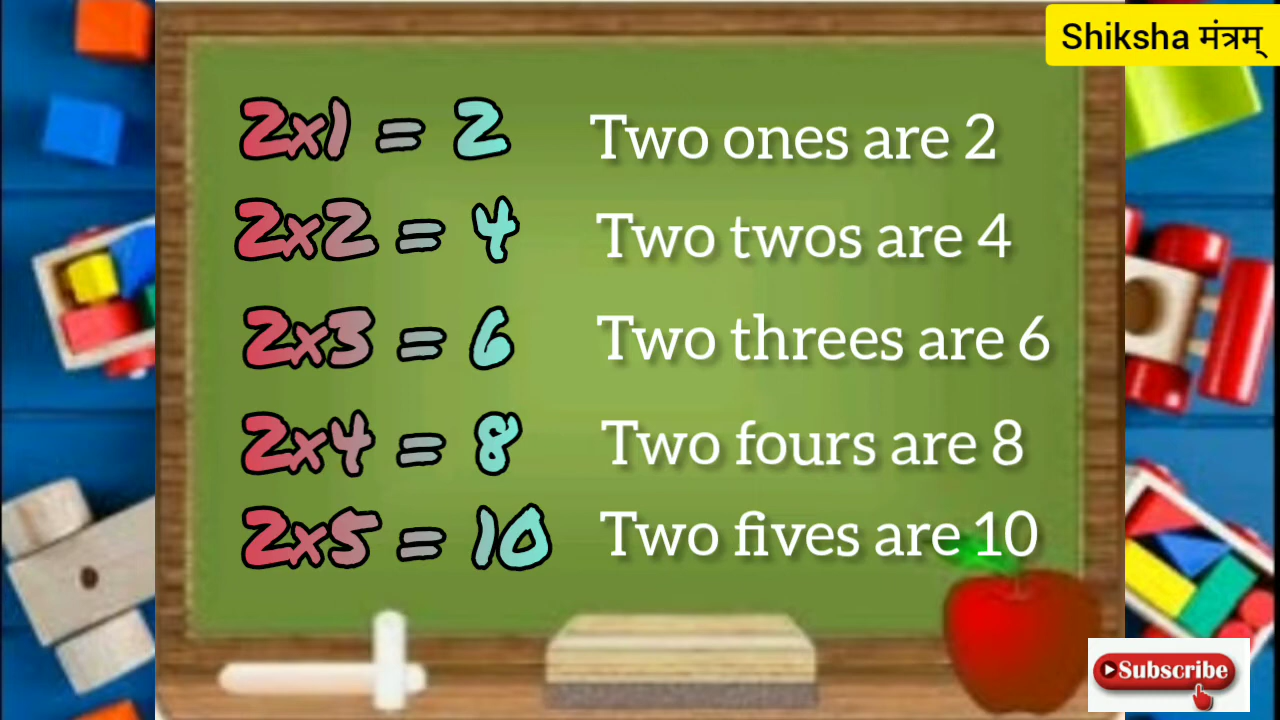 Shiksha मंत्रम्
2x1 = 2 Two ones are 2
2x2 = 4 Two twos are 4
2x3 = 6 Two threes are 6
2x4 = 8 Two fours are 8
2x5 = 10 Two fives are 10
Subscribe